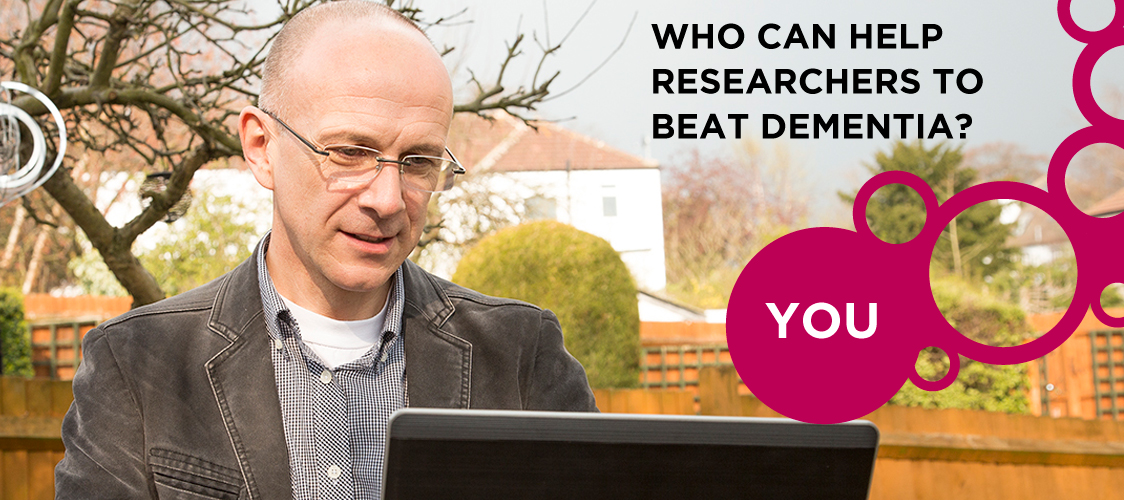 WHO CAN HELP
RESEARCHERS TO
BEAT DEMENTIA?
YOU